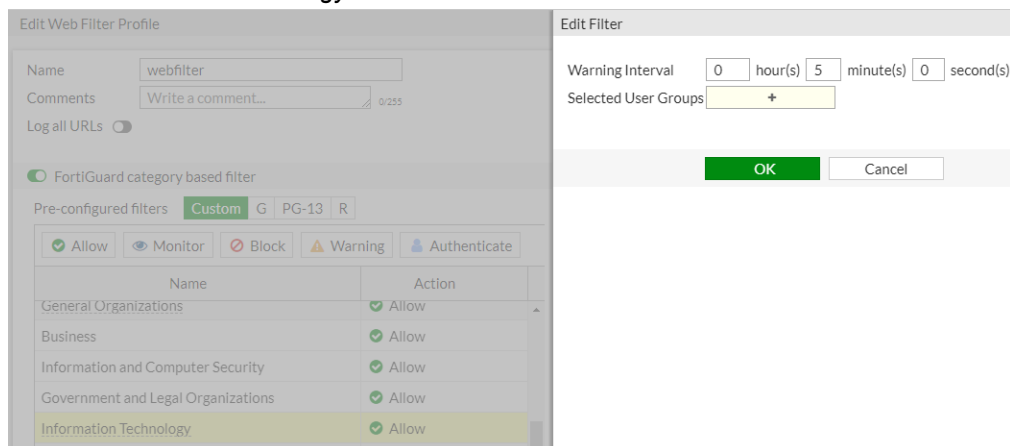 gy
Edit Web Filter Profile
Name webfilter
Comments Write a comment... 0/255
Log all URLs
FortiGuard category based filter
Pre-configured filters Custom G PG-13 R
Allow Monitor Block Warning Authenticate
Name Action
General Organizations Allow
Business Allow
Information and Computer Security Allow
Government and Legal Organizations Allow
Information Technology Allow
Edit Filter
Warning Interval 0 hour(s) 5 minute(s) 0 second(s)
Selected User Groups +
OK Cancel